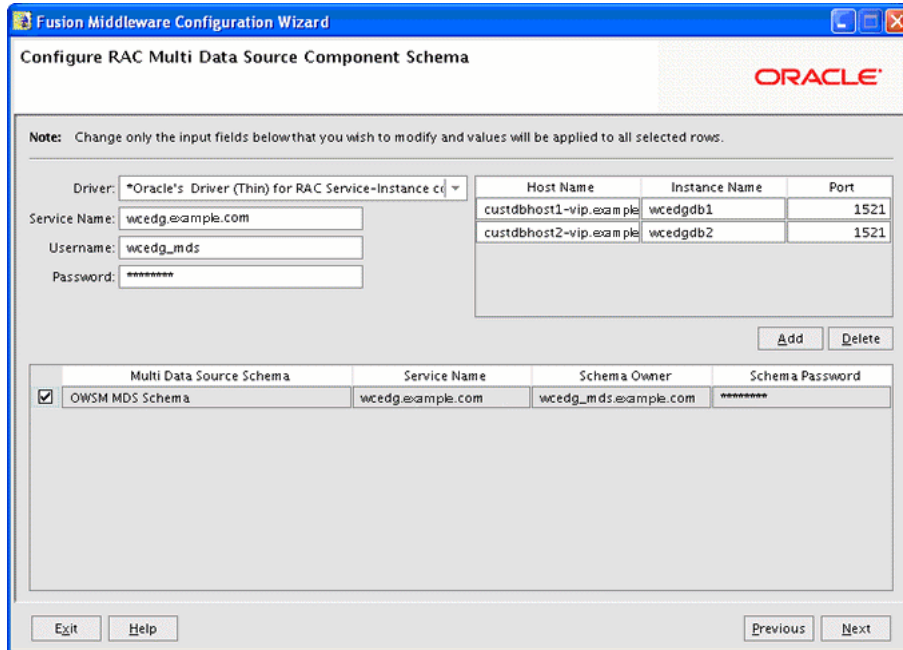 Fusion Middleware Configuration Wizard
Configure RAC Multi Data Source Component Schema
ORACLE
Note: Change only the input fields below that you wish to modify and values will be applied to all selected rows.
Driver: *Oracle's Driver (Thin) for RAC Service-Instance co
Service Name: wcedg.example.com
Username: wcedg_mds
Password: ********
Host Name Instance Name Port
custdbhost1-vip.example wcedgdb1 1521
custdbhost2-vip.example wcedgdb2 1521
Add Delete
Multi Data Source Schema Service Name Schema Owner Schema Password
OWSM MDS Schema wcedg.example.com wcedg_mds.example.com ********
Exit Help Previous Next